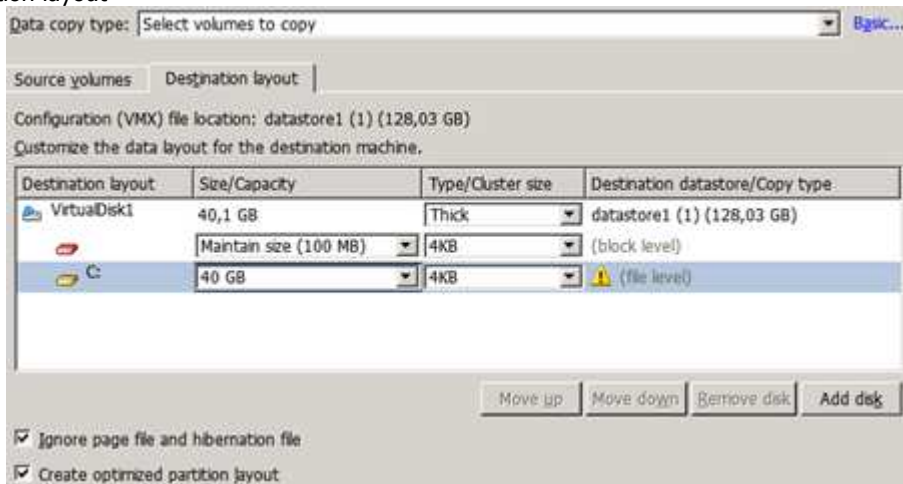 on layout
Data copy type: Select volumes to copy Basic...
Source volumes Destination layout
Configuration (VMX) file location: datastore1 (1) (128,03 GB)
Customize the data layout for the destination machine.
Destination layout Size/Capacity Type/Cluster size Destination datastore/Copy type
VirtualDisk1 40,1 GB Thick datastore1 (1) (128,03 GB)
Maintain size (100 MB) 4KB (block level)
C: 40 GB 4KB (file level)
Move up Move down Remove disk Add disk
Ignore page file and hibernation file
Create optimized partition layout